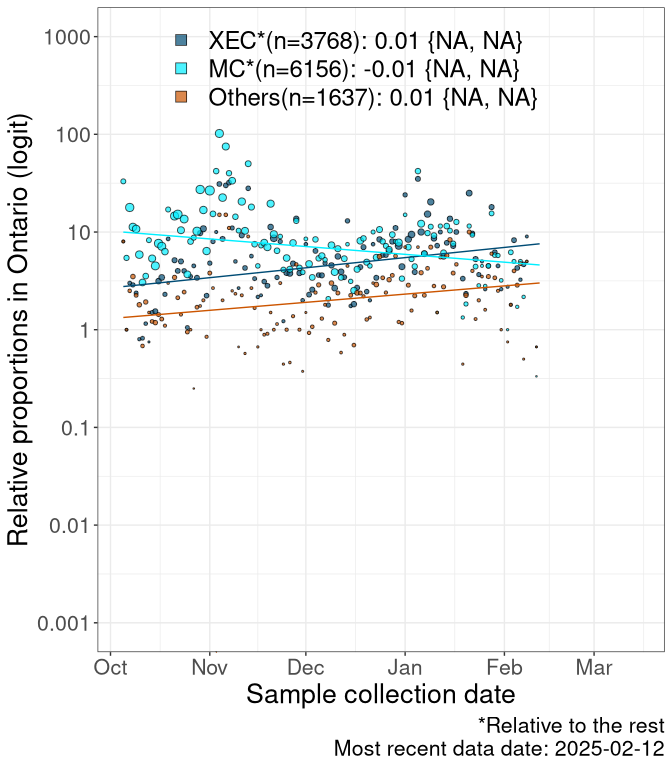 XEC*(n=3768): 0.01 {NA, NA}
MC*(n=6156): -0.01 {NA, NA}
Others(n=1637): 0.01 {NA, NA}
Relative proportions in Ontario (logit)
1000
100
10
1
0.1
0.01
0.001
Oct Nov Dec Jan Feb Mar
Sample collection date
*Relative to the rest
Most recent data date: 2025-02-12